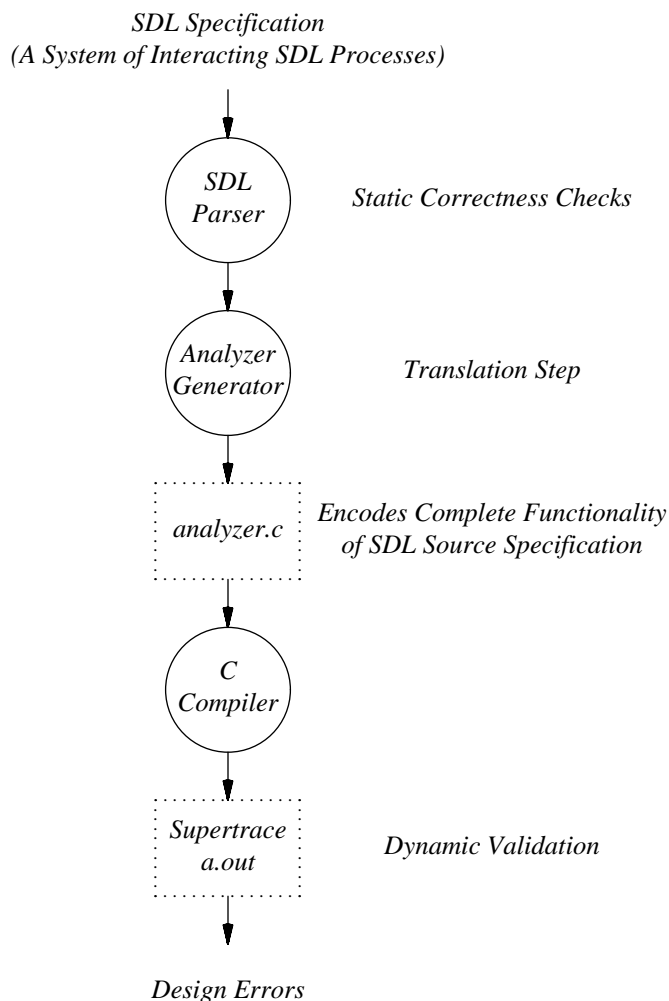 SDL Specification
(A System of Interacting SDL Processes)
SDL
Parser
Static Correctness Checks
Analyzer
Generator
Translation Step
analyzer.c
Encodes Complete Functionality
of SDL Source Specification
C
Compiler
Supertrace
a.out
Dynamic Validation
Design Errors